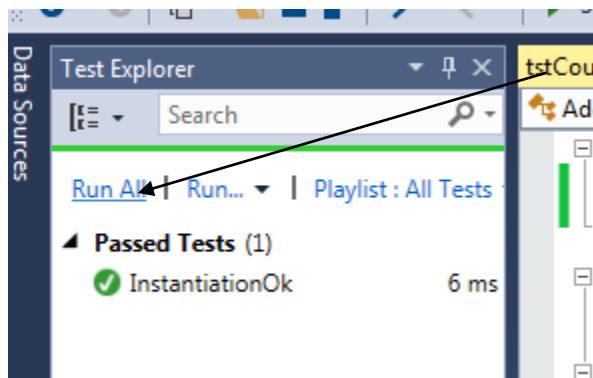 Data Sources
Test Explorer
tstCou
Search
Ad
Run All | Run... | Playlist : All Tests
Passed Tests (1)
InstantiationOk 6 ms